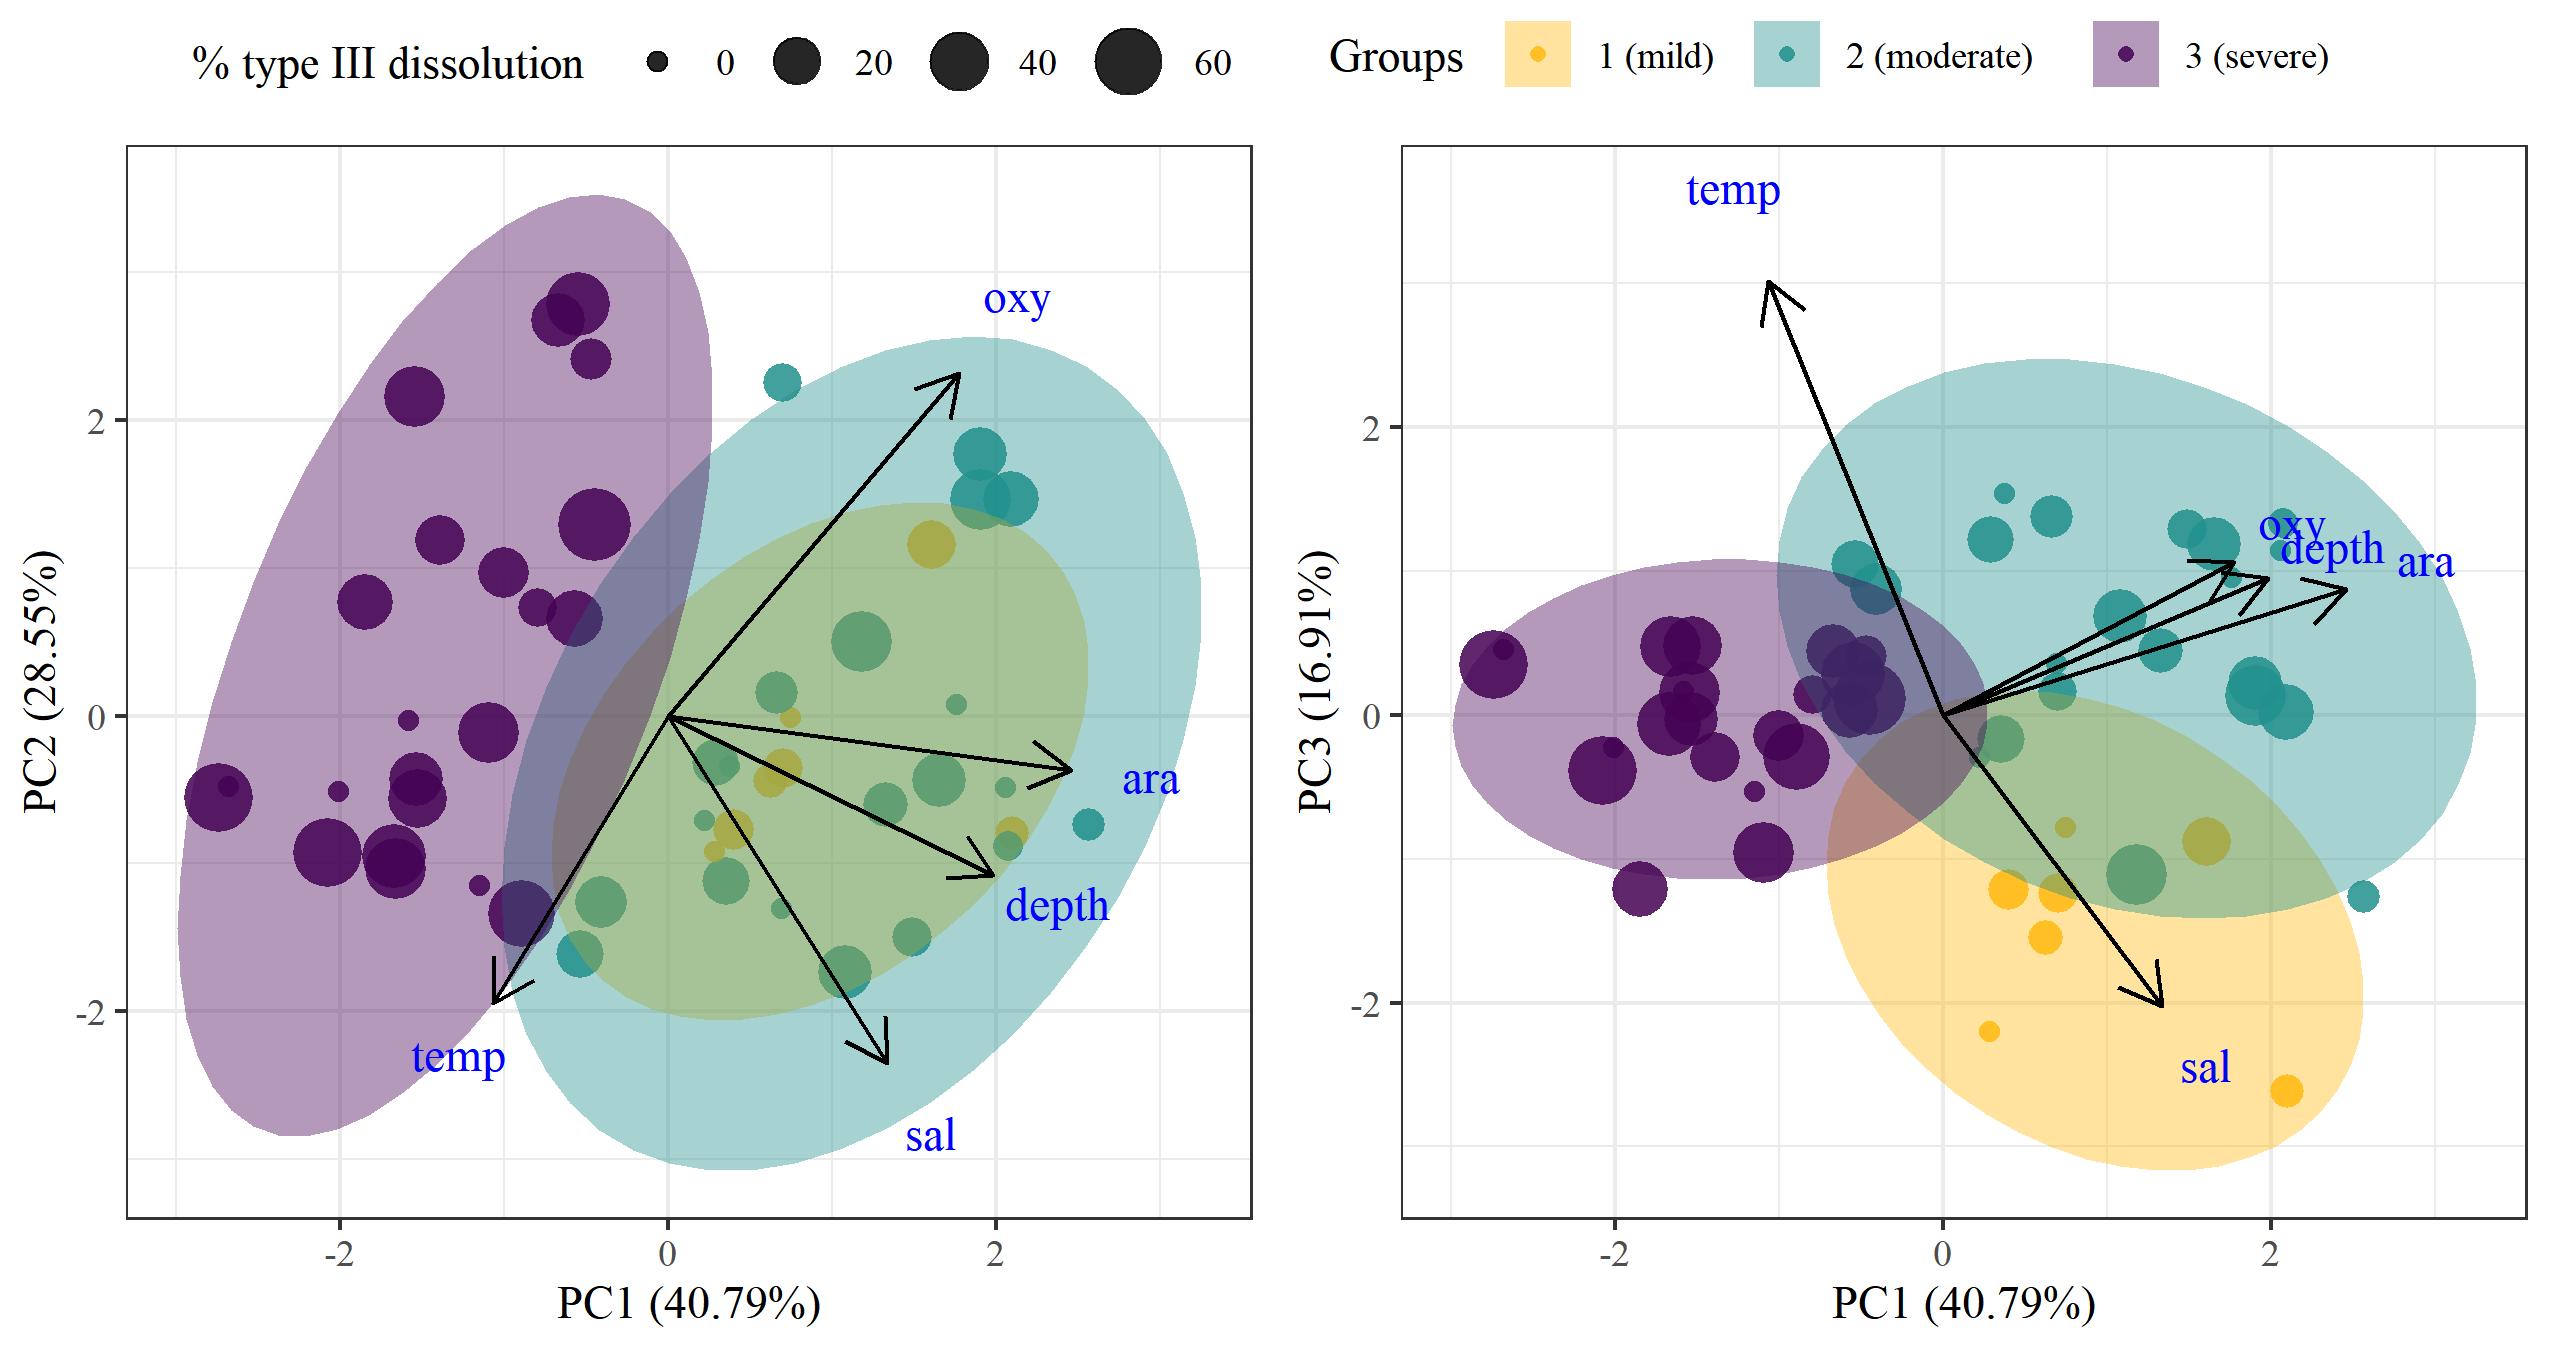 % type III dissolution 0 20 40 60 Groups 1 (mild) 2 (moderate) 3 (severe)
PC2 (28.55%)
2
0
-2
oxy
ara
depth
temp
sal
-2 0 2
PC1 (40.79%)
PC3 (16.91%)
2
0
-2
temp
oxy
depth
ara
sal
-2 0 2
PC1 (40.79%)